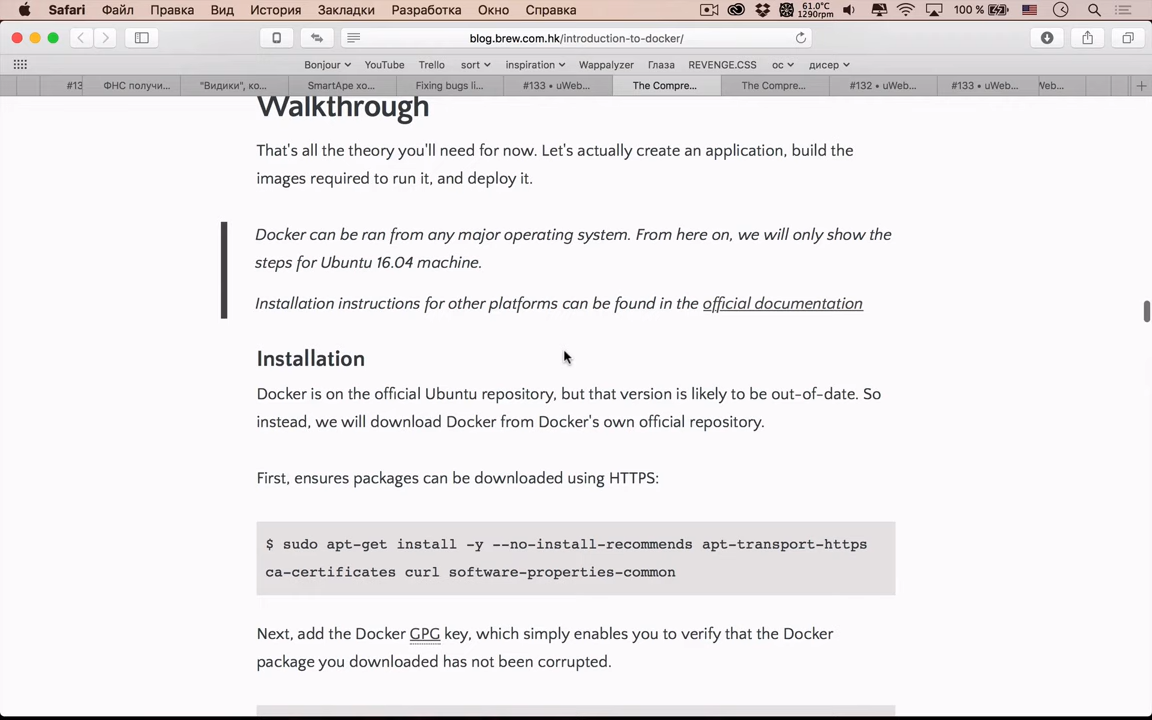 Safari Файл Правка Вид История Закладки Разработка Окно Справка 61.0°C 1290rpm 100 %
blog.brew.com.hk/introduction-to-docker/
Bonjour YouTube Trello sort inspiration Wappalyzer Глаза REVENGE.CSS ос дисер
#13 ФНС получи... "Видики", ко... SmartApe хо... Fixing bugs li... #133 • uWeb... The Compre... The Compre... #132 • uWeb... #133 • uWeb... Web...
Walkthrough
That's all the theory you'll need for now. Let's actually create an application, build the
images required to run it, and deploy it.
Docker can be ran from any major operating system. From here on, we will only show the
steps for Ubuntu 16.04 machine.
Installation instructions for other platforms can be found in the official documentation
Installation
Docker is on the official Ubuntu repository, but that version is likely to be out-of-date. So
instead, we will download Docker from Docker's own official repository.
First, ensures packages can be downloaded using HTTPS:
$ sudo apt-get install -y --no-install-recommends apt-transport-https
ca-certificates curl software-properties-common
Next, add the Docker GPG key, which simply enables you to verify that the Docker
package you downloaded has not been corrupted.